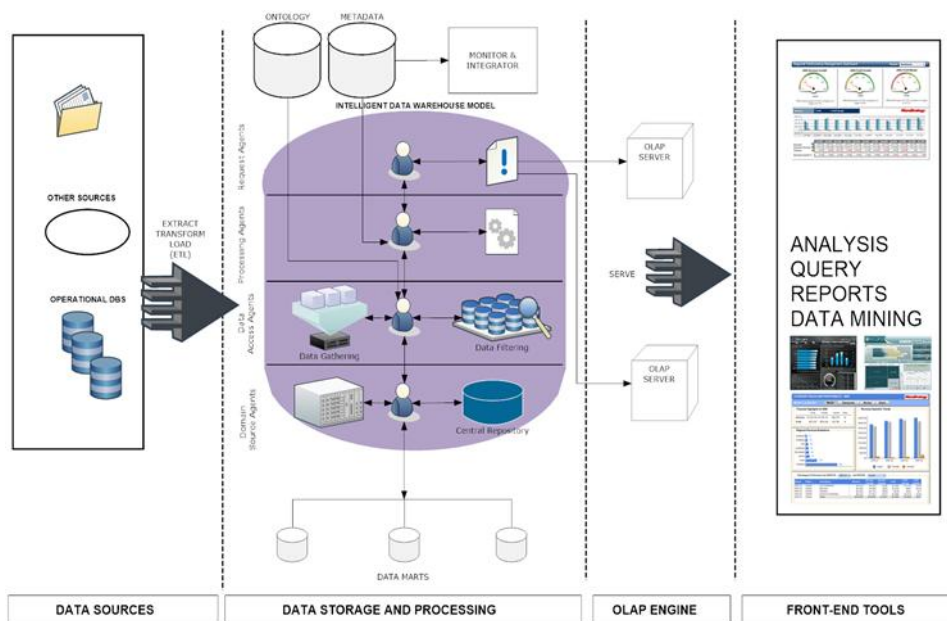 ONTOLOGY
METADATA
MONITOR &
INTEGRATOR
INTELLIGENT DATA WAREHOUSE MODEL
Request Agents
OLAP
SERVER
OTHER SOURCES
EXTRACT
TRANSFORM
LOAD
(ETL)
Processing Agents
SERVE
ANALYSIS
QUERY
REPORTS
DATA MINING
OPERATIONAL DBS
Data
Access Agents
Data Gathering
Data Filtering
OLAP
SERVER
Domain
Source Agents
Central Repository
DATA MARTS
DATA SOURCES
DATA STORAGE AND PROCESSING
OLAP ENGINE
FRONT-END TOOLS